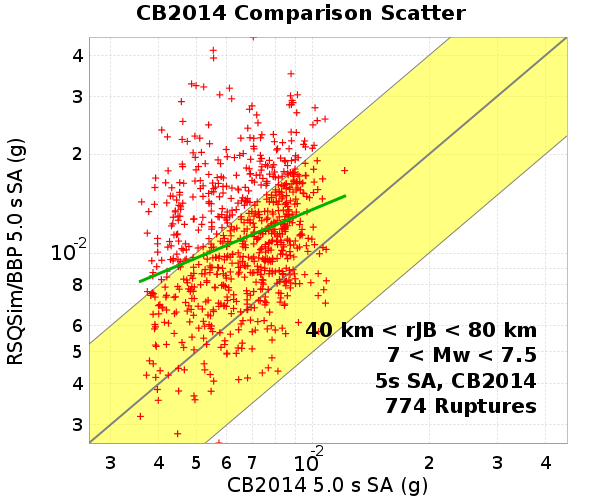 CB2014 Comparison Scatter
RSQSim/BBP 5.0 s SA (g)
4
3
2
10-2
8
6
5
4
3
40 km < rJB < 80 km
7 < Mw < 7.5
5s SA, CB2014
774 Ruptures
3 4 5 6 7 10-2 2 3 4
CB2014 5.0 s SA (g)